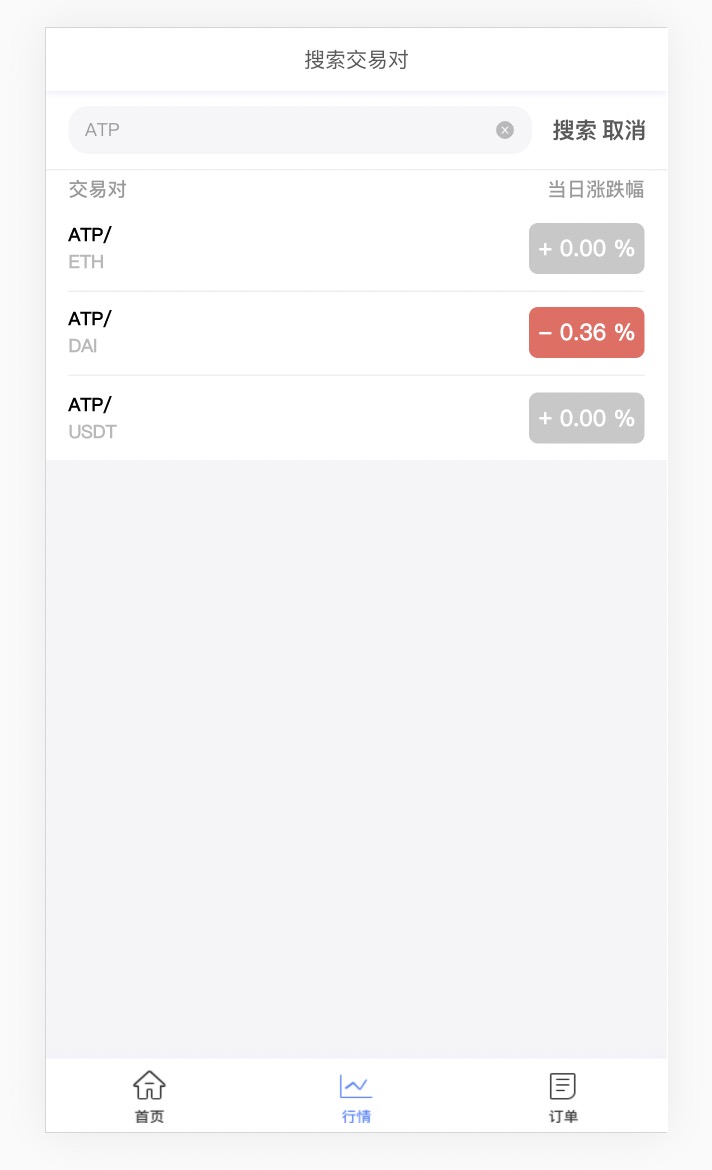 搜索交易对
ATP 搜索 取消
交易对 当日涨跌幅
ATP/
ETH
+ 0.00 %
ATP/
DAI
− 0.36 %
ATP/
USDT
+ 0.00 %
首页 行情 订单